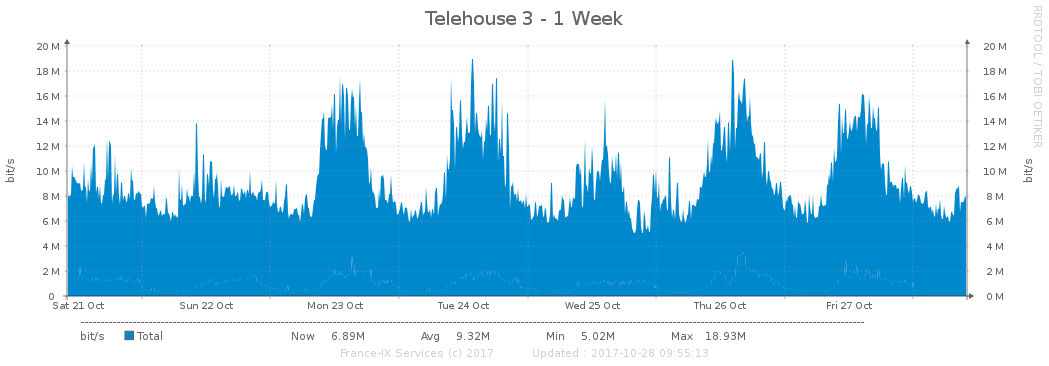 Telehouse 3 - 1 Week
RRDTOOL / TOBI OETIKER
20 M 20 M
18 M 18 M
16 M 16 M
14 M 14 M
12 M 12 M
10 M 10 M
8 M 8 M
6 M 6 M
4 M 4 M
2 M 2 M
0 0 M
bit/s
bit/s
Sat 21 Oct Sun 22 Oct Mon 23 Oct Tue 24 Oct Wed 25 Oct Thu 26 Oct Fri 27 Oct
bit/s Total Now 6.89M Avg 9.32M Min 5.02M Max 18.93M
France-IX Services (c) 2017 Updated : 2017-10-28 09:55:13